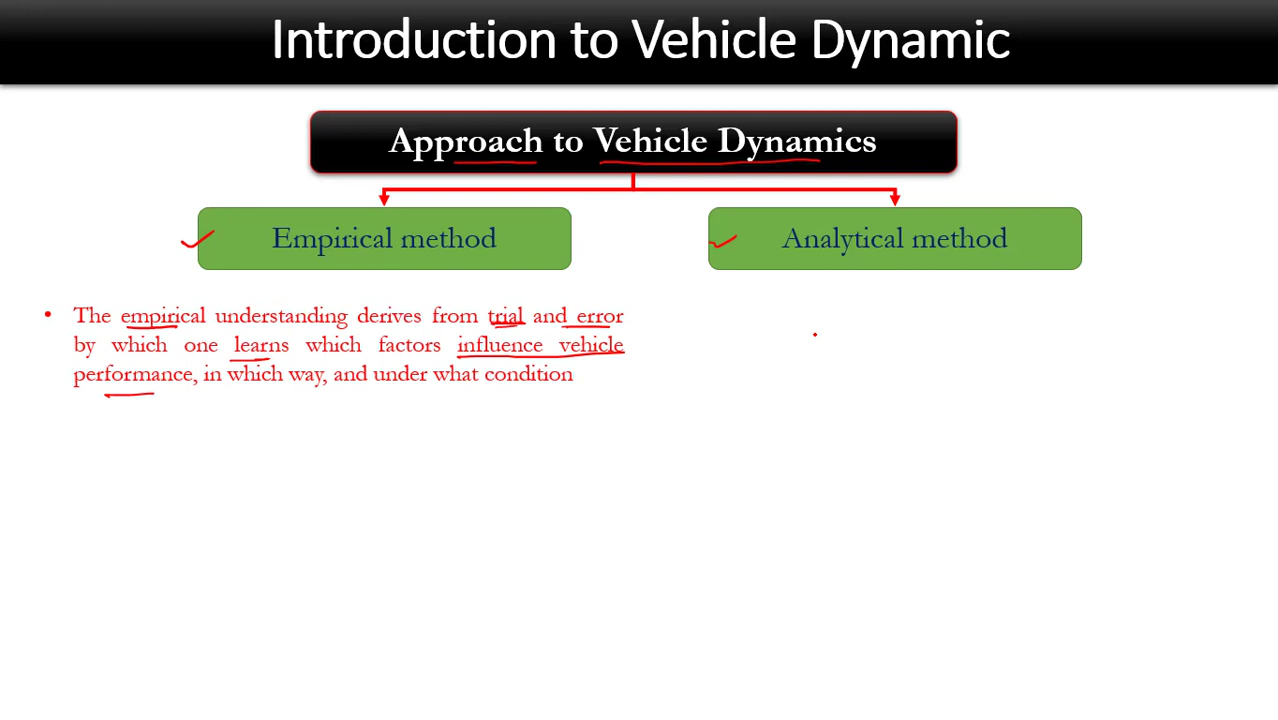 Introduction to Vehicle Dynamic
Approach to Vehicle Dynamics
Empirical method
Analytical method
• The empirical understanding derives from trial and error
by which one learns which factors influence vehicle
performance, in which way, and under what condition